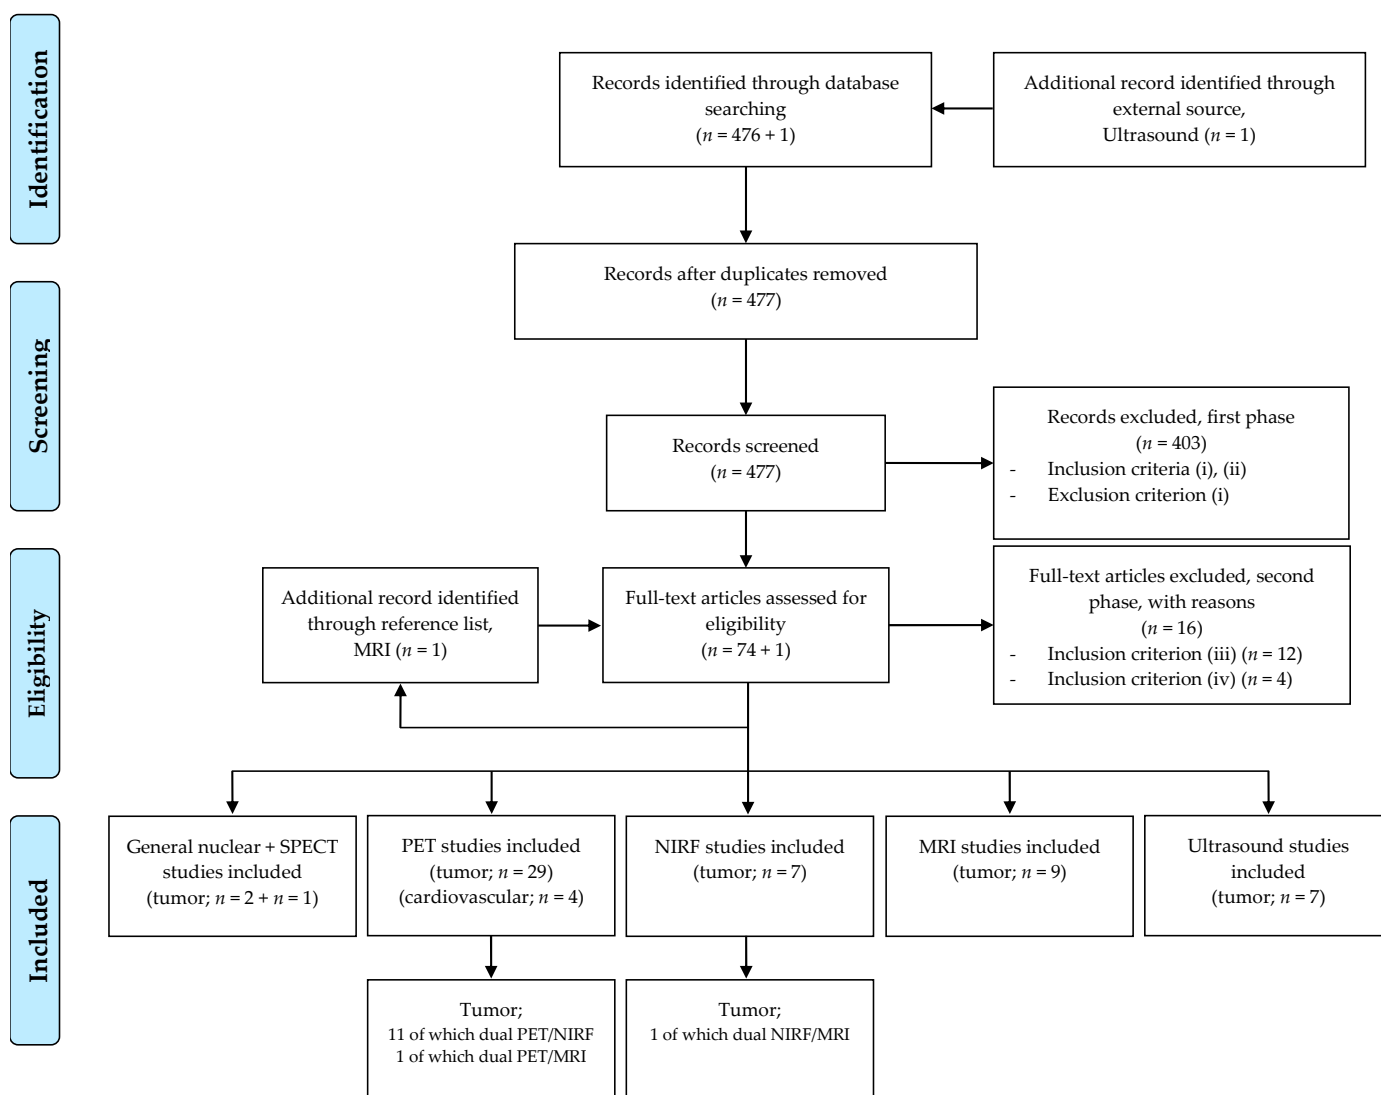 Identification
Records identified through database
searching
(n = 476 + 1)
Additional record identified through
external source,
Ultrasound (n = 1)
Records after duplicates removed
(n = 477)
Screening
Records screened
(n = 477)
Records excluded, first phase
(n = 403)
- Inclusion criteria (i), (ii)
- Exclusion criterion (i)
Eligibility
Additional record identified
through reference list,
MRI (n = 1)
Full-text articles assessed for
eligibility
(n = 74 + 1)
Full-text articles excluded, second
phase, with reasons
(n = 16)
- Inclusion criterion (iii) (n = 12)
- Inclusion criterion (iv) (n = 4)
Included
General nuclear + SPECT
studies included
(tumor; n = 2 + n = 1)
PET studies included
(tumor; n = 29)
(cardiovascular; n = 4)
NIRF studies included
(tumor; n = 7)
MRI studies included
(tumor; n = 9)
Ultrasound studies
included
(tumor; n = 7)
Tumor;
11 of which dual PET/NIRF
1 of which dual PET/MRI
Tumor;
1 of which dual NIRF/MRI